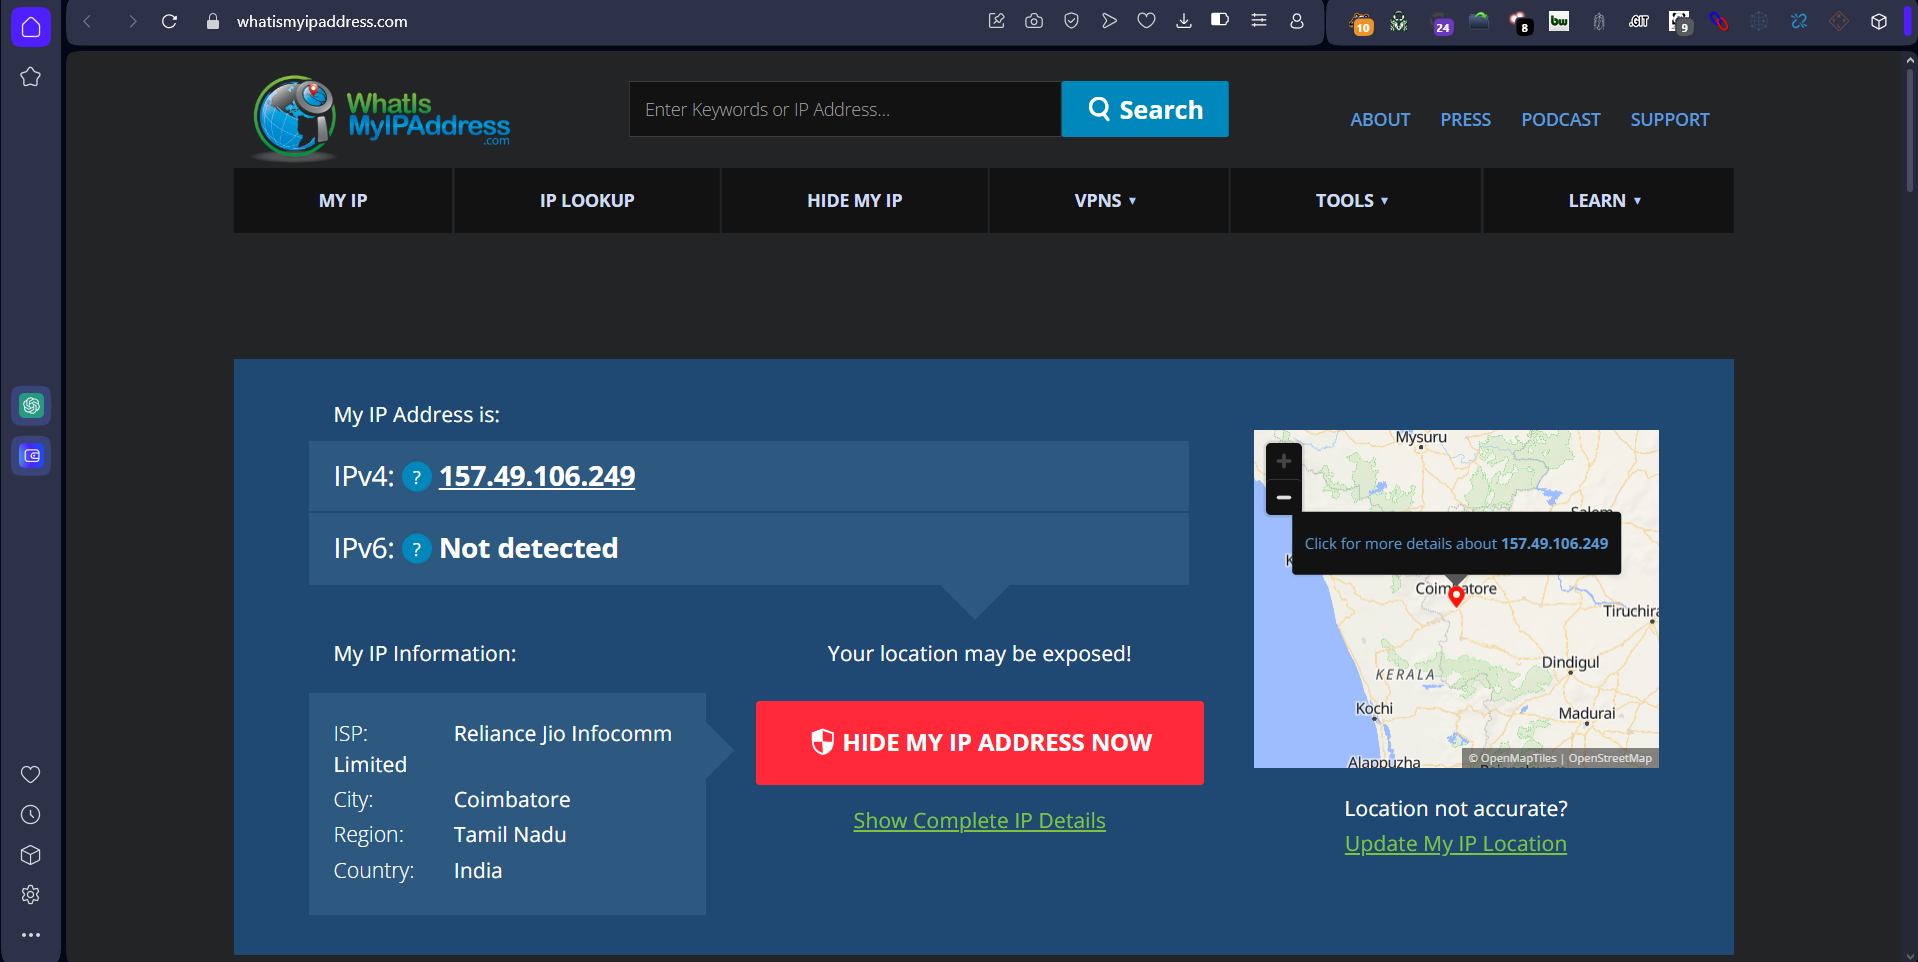 whatismyipaddress.com
10
24
8
bw
.GIT
9
WhatIs
MyIPAddress
.com
Enter Keywords or IP Address...
Search
ABOUT
PRESS
PODCAST
SUPPORT
MY IP
IP LOOKUP
HIDE MY IP
VPNS ▾
TOOLS ▾
LEARN ▾
My IP Address is:
IPv4: ? 157.49.106.249
IPv6: ? Not detected
My IP Information:
ISP: Reliance Jio Infocomm
Limited
City: Coimbatore
Region: Tamil Nadu
Country: India
Your location may be exposed!
HIDE MY IP ADDRESS NOW
Show Complete IP Details
Mysuru
+
−
Salem
Click for more details about 157.49.106.249
Coimbatore
Tiruchira
Dindigul
KERALA
Kochi
Madurai
Alappuzha
© OpenMapTiles | OpenStreetMap
Location not accurate?
Update My IP Location